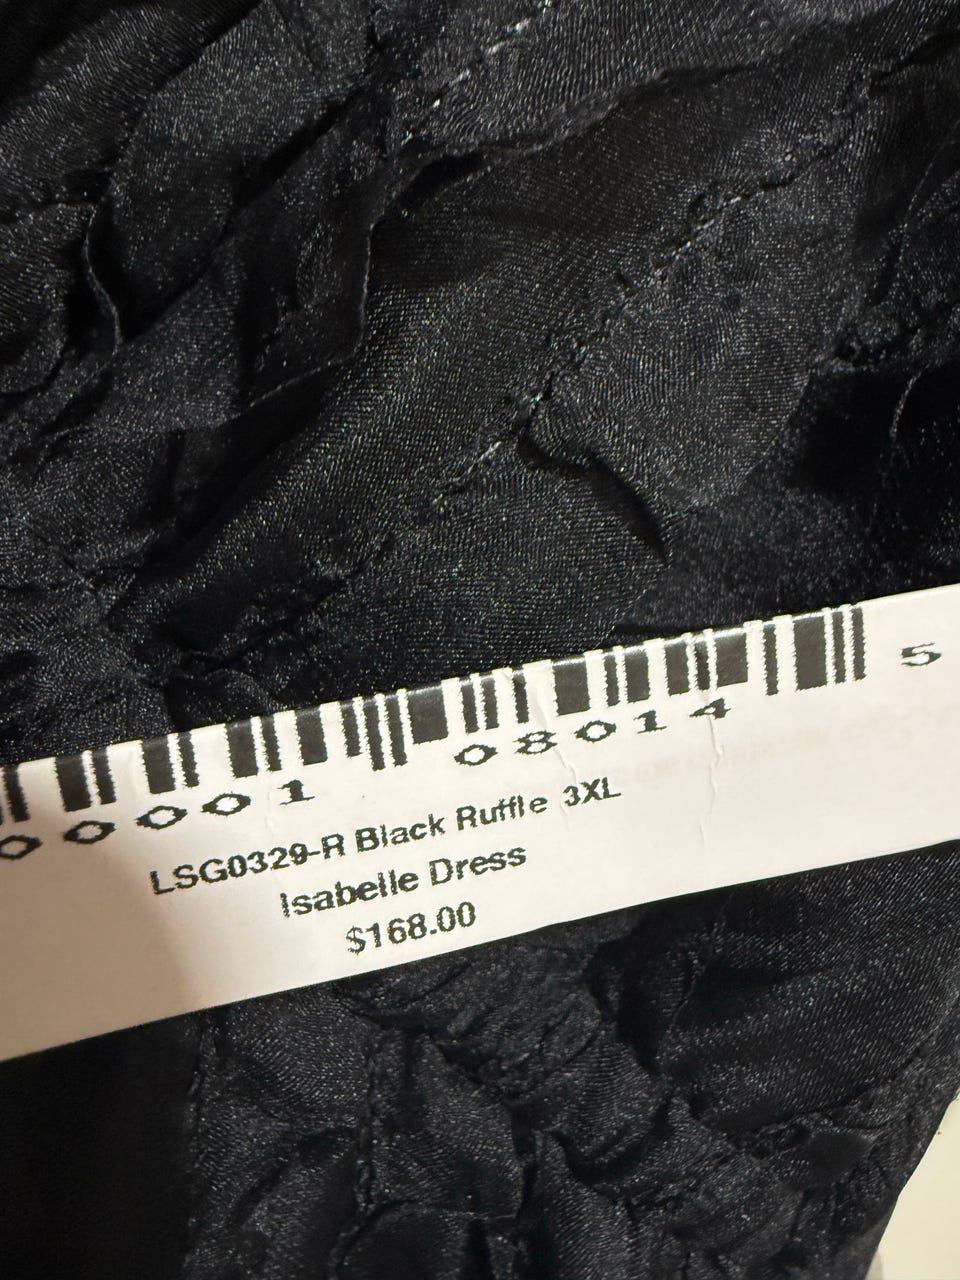 00001 08014 5
LSG0329-R Black Ruffle 3XL
Isabelle Dress
$168.00